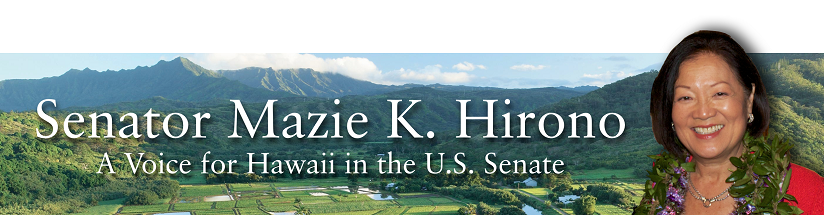 Senator Mazie K. Hirono
A Voice for Hawaii in the U.S. Senate